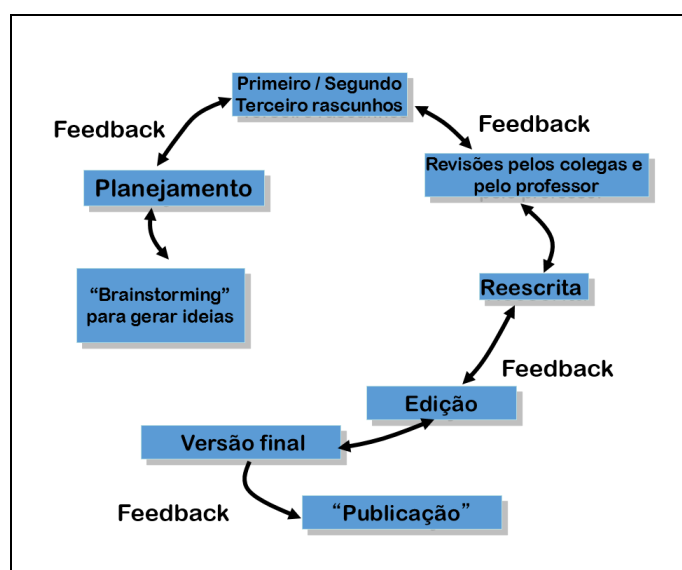 Primeiro / Segundo
Terceiro rascunhos
Feedback
Feedback
Revisões pelos colegas e
pelo professor
Planejamento
"Brainstorming"
para gerar ideias
Reescrita
Feedback
Edição
Versão final
Feedback
"Publicação"